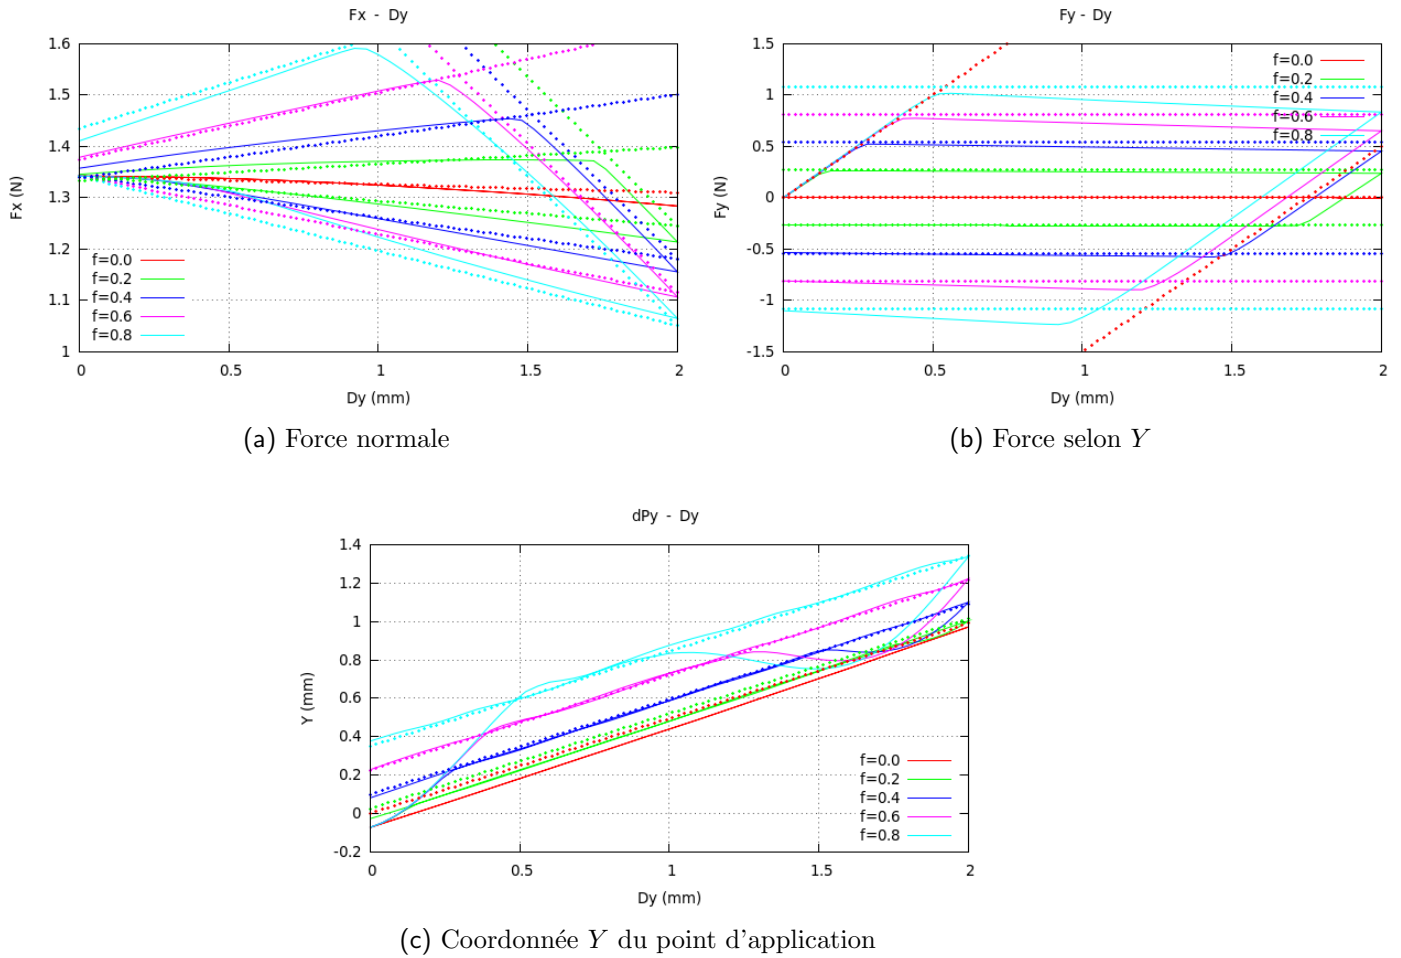 Fx - Dy
1.6
1.5
1.4
1.3
1.2
1.1
1
Fx (N)
f=0.0
f=0.2
f=0.4
f=0.6
f=0.8
0 0.5 1 1.5 2
Dy (mm)
(a) Force normale
Fy - Dy
1.5
1
0.5
0
-0.5
-1
-1.5
Fy (N)
f=0.0
f=0.2
f=0.4
f=0.6
f=0.8
0 0.5 1 1.5 2
Dy (mm)
(b) Force selon Y
dPy - Dy
1.4
1.2
1
0.8
0.6
0.4
0.2
0
-0.2
Y (mm)
f=0.0
f=0.2
f=0.4
f=0.6
f=0.8
0 0.5 1 1.5 2
Dy (mm)
(c) Coordonnée Y du point d'application